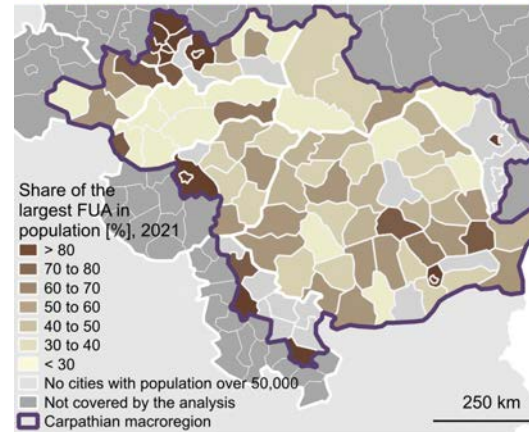 Share of the
largest FUA in
population [%], 2021
> 80
70 to 80
60 to 70
50 to 60
40 to 50
30 to 40
< 30
No cities with population over 50,000
Not covered by the analysis
Carpathian macroregion
250 km